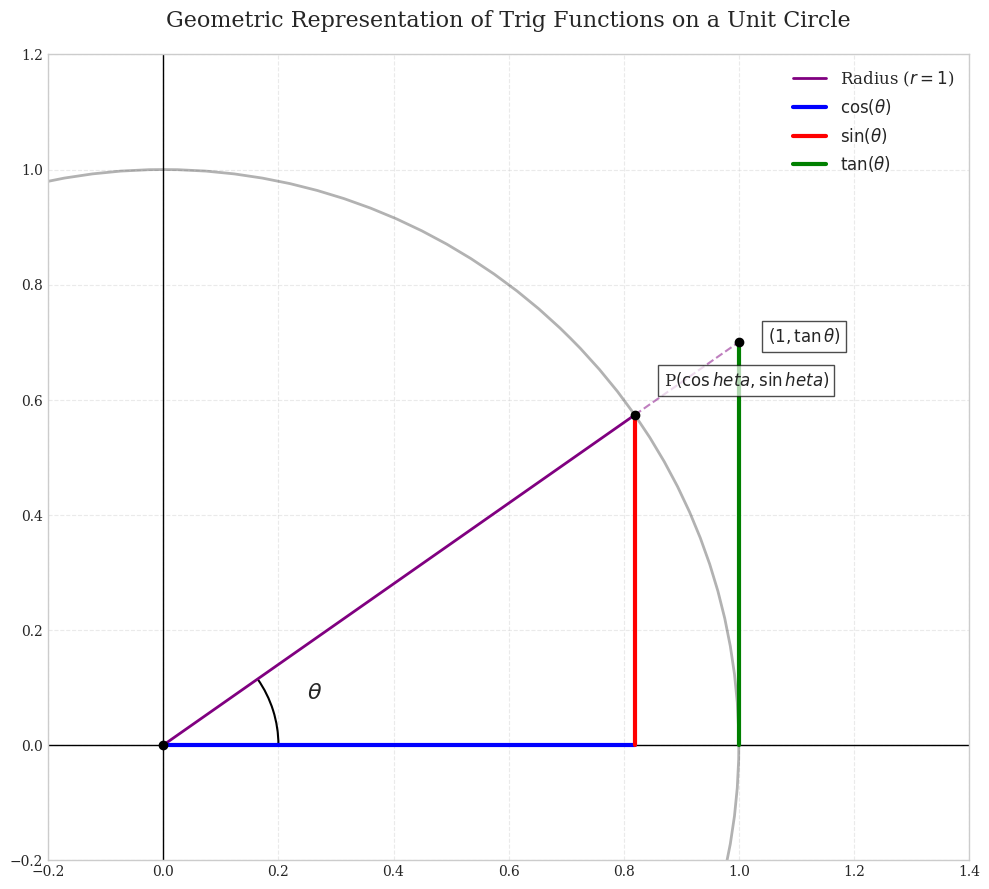 Geometric Representation of Trig Functions on a Unit Circle
1.2
Radius (r = 1)
cos(θ)
sin(θ)
tan(θ)
1.0
0.8
(1, tan θ)
P(cos heta, sin heta)
0.6
0.4
0.2
θ
0.0
−0.2
−0.2 0.0 0.2 0.4 0.6 0.8 1.0 1.2 1.4